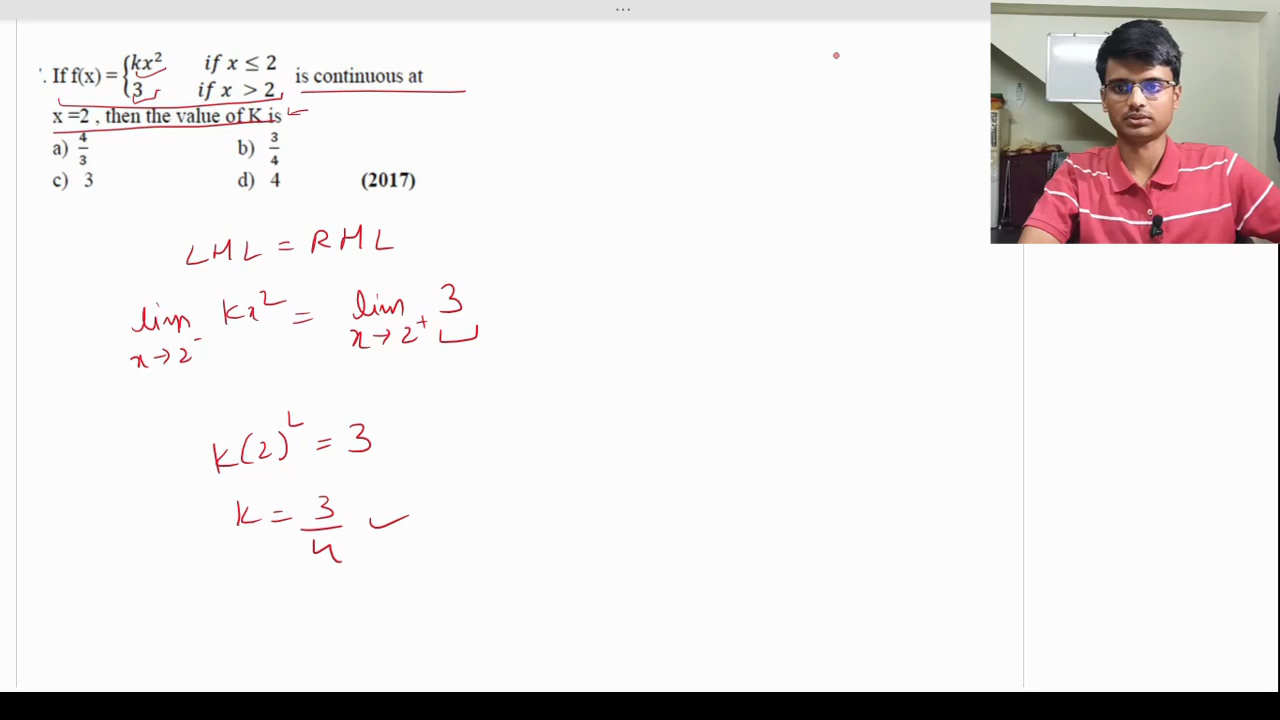 If f(x) = { kx² if x ≤ 2
3 if x > 2 is continuous at
x =2 , then the value of K is
a) 4/3 b) 3/4
c) 3 d) 4 (2017)
LHL = RHL
lim x→2⁻ Kx² = lim x→2⁺ 3
K(2)² = 3
K = 3/4